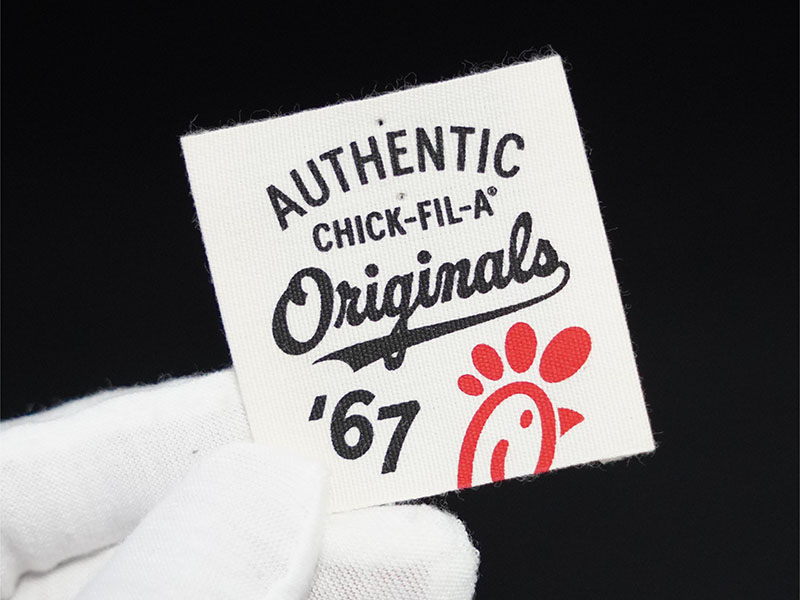 AUTHENTIC
CHICK-FIL-A®
Originals
'67